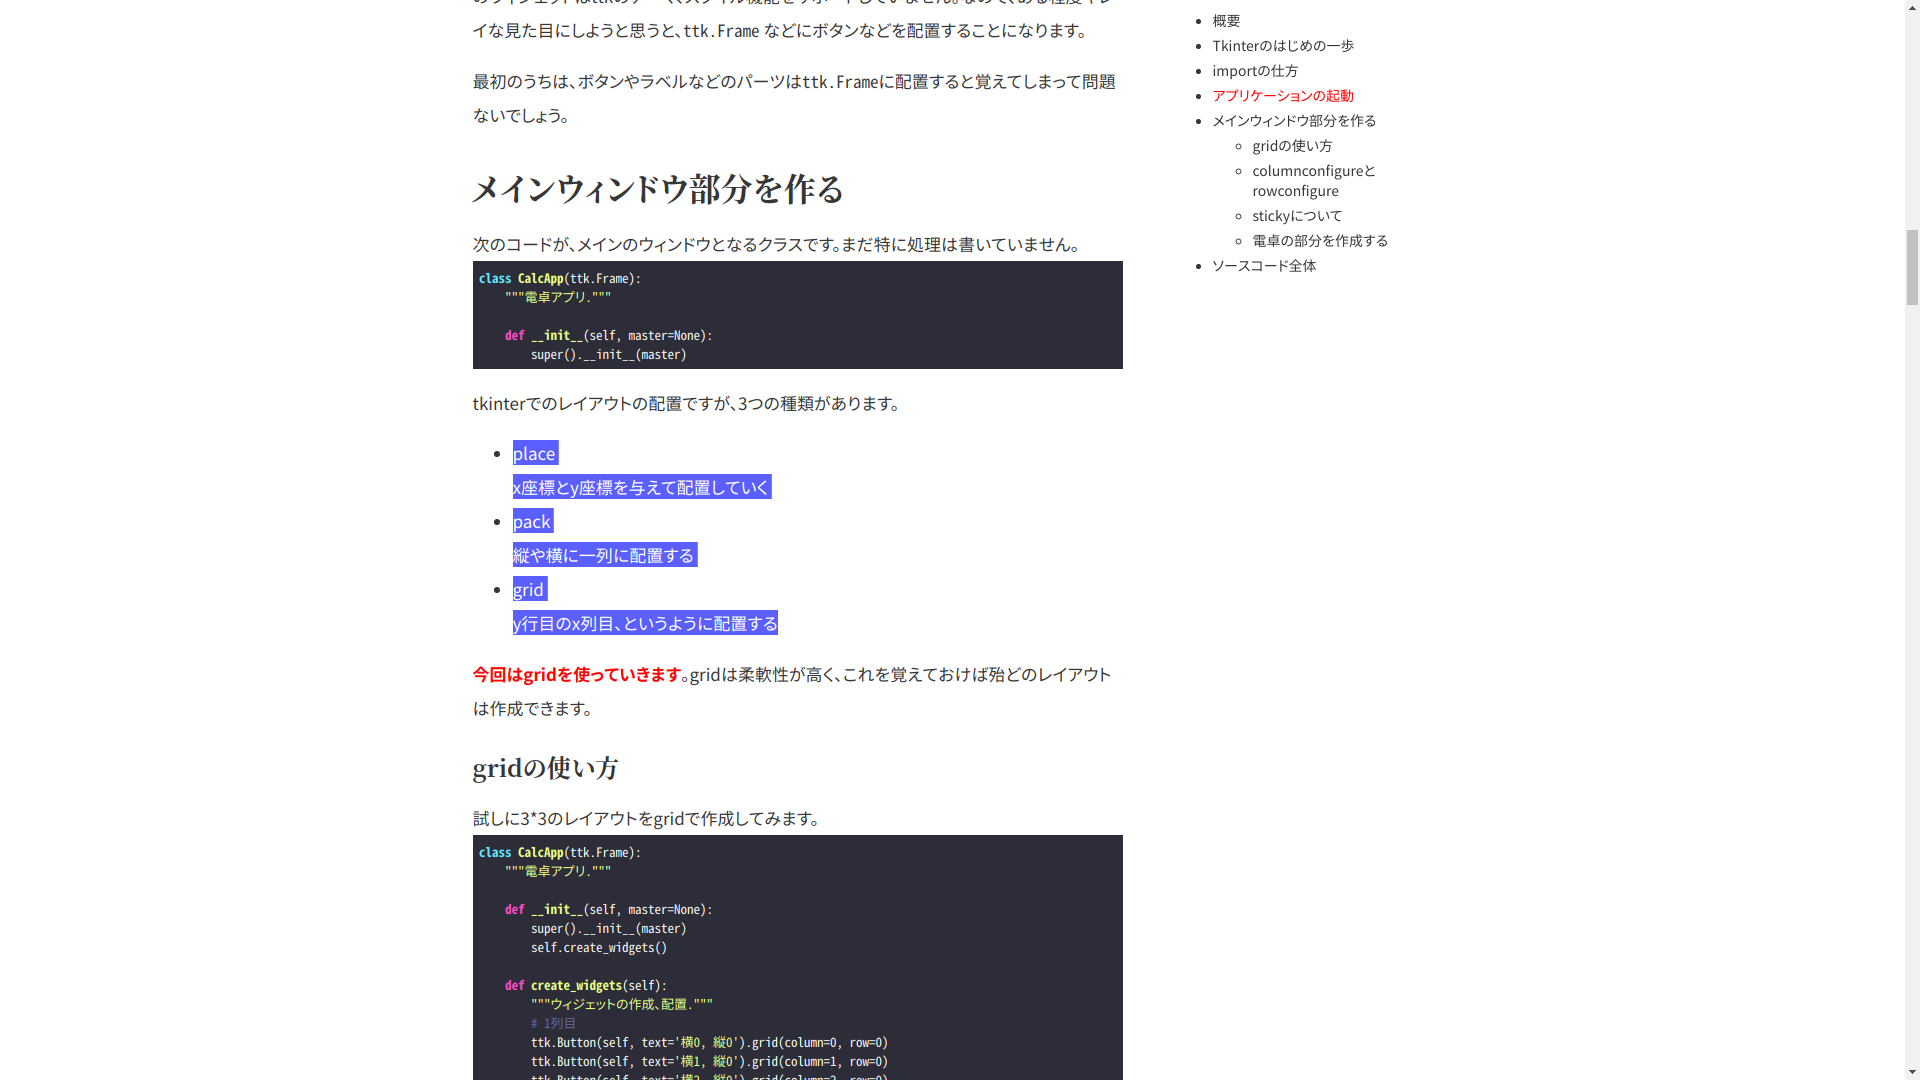 イな見た目にしようと思うと、ttk.Frame などにボタンなどを配置することになります。
最初のうちは、ボタンやラベルなどのパーツはttk.Frameに配置すると覚えてしまって問題
ないでしょう。
メインウィンドウ部分を作る
次のコードが、メインのウィンドウとなるクラスです。まだ特に処理は書いていません。
class CalcApp(ttk.Frame):
"""電卓アプリ."""
def __init__(self, master=None):
super().__init__(master)
tkinterでのレイアウトの配置ですが、3つの種類があります。
place
x座標とy座標を与えて配置していく
pack
縦や横に一列に配置する
grid
y行目のx列目、というように配置する
今回はgridを使っていきます。gridは柔軟性が高く、これを覚えておけば殆どのレイアウト
は作成できます。
gridの使い方
試しに3*3のレイアウトをgridで作成してみます。
class CalcApp(ttk.Frame):
"""電卓アプリ."""
def __init__(self, master=None):
super().__init__(master)
self.create_widgets()
def create_widgets(self):
"""ウィジェットの作成、配置."""
# 1列目
ttk.Button(self, text='横0, 縦0').grid(column=0, row=0)
ttk.Button(self, text='横1, 縦0').grid(column=1, row=0)
ttk.Button(self, text='横2, 縦0').grid(column=2, row=0)
概要
Tkinterのはじめの一歩
importの仕方
アプリケーションの起動
メインウィンドウ部分を作る
gridの使い方
columnconfigureと
rowconfigure
stickyについて
電卓の部分を作成する
ソースコード全体